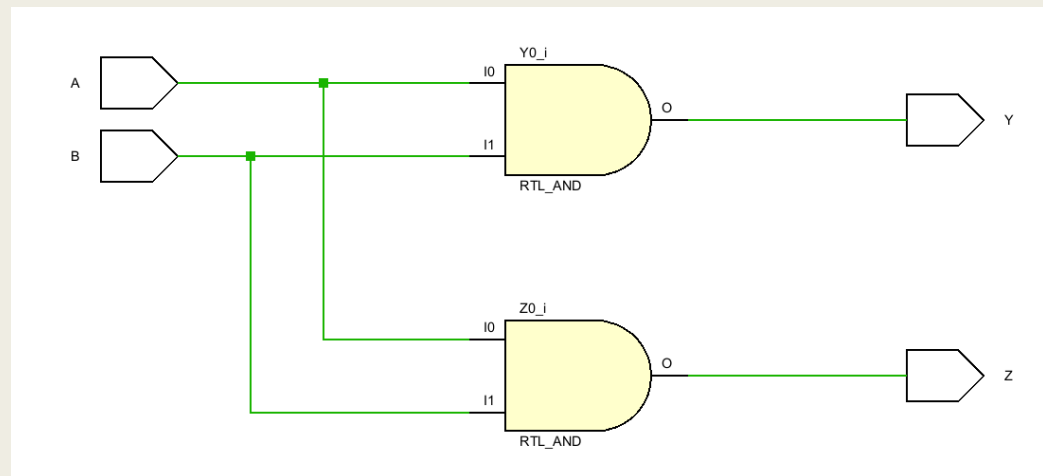 Y0_i
A
I0
O
Y
B
I1
RTL_AND
Z0_i
I0
O
Z
I1
RTL_AND